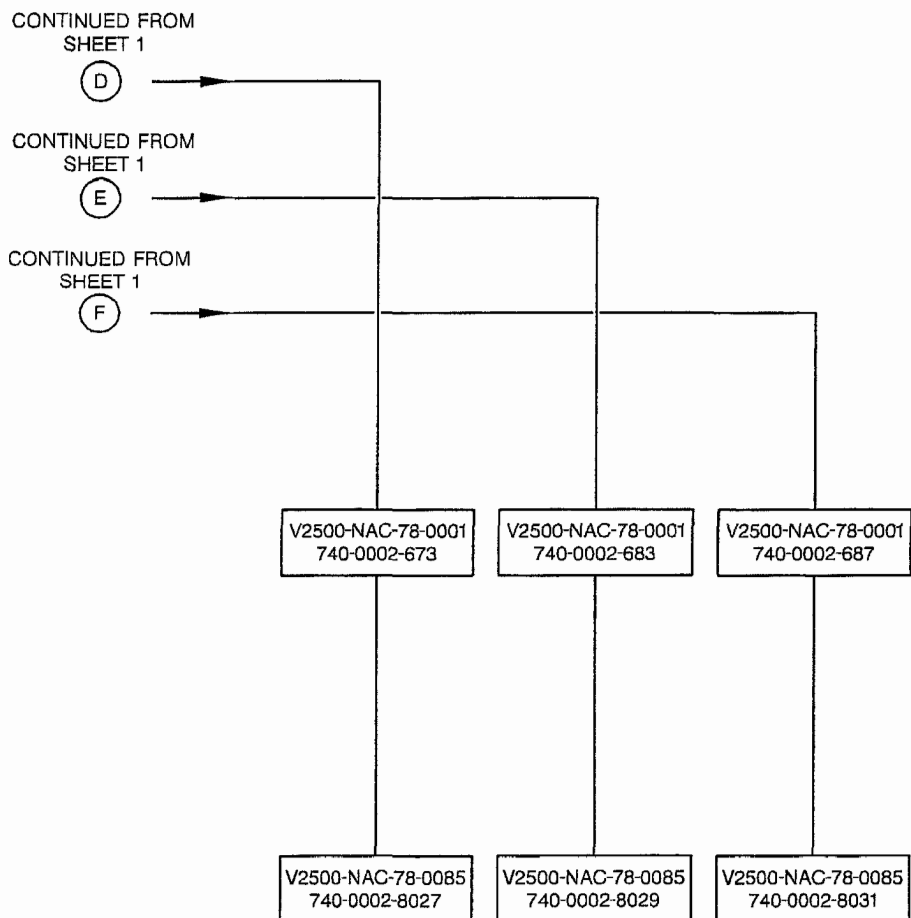 CONTINUED FROM
SHEET 1
D
CONTINUED FROM
SHEET 1
E
CONTINUED FROM
SHEET 1
F
V2500-NAC-78-0001
740-0002-673
V2500-NAC-78-0001
740-0002-683
V2500-NAC-78-0001
740-0002-687
V2500-NAC-78-0085
740-0002-8027
V2500-NAC-78-0085
740-0002-8029
V2500-NAC-78-0085
740-0002-8031